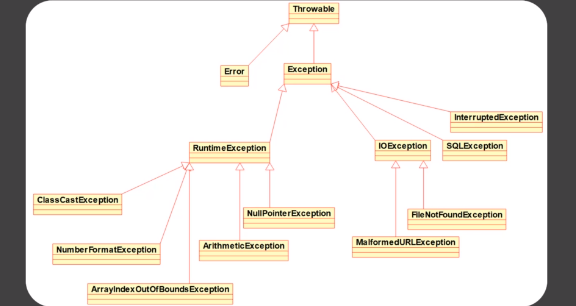 Throwable
Error
Exception
InterruptedException
RuntimeException
IOException
SQLException
ClassCastException
NullPointerException
FileNotFoundException
NumberFormatException
ArithmeticException
MalformedURLException
ArrayIndexOutOfBoundsException